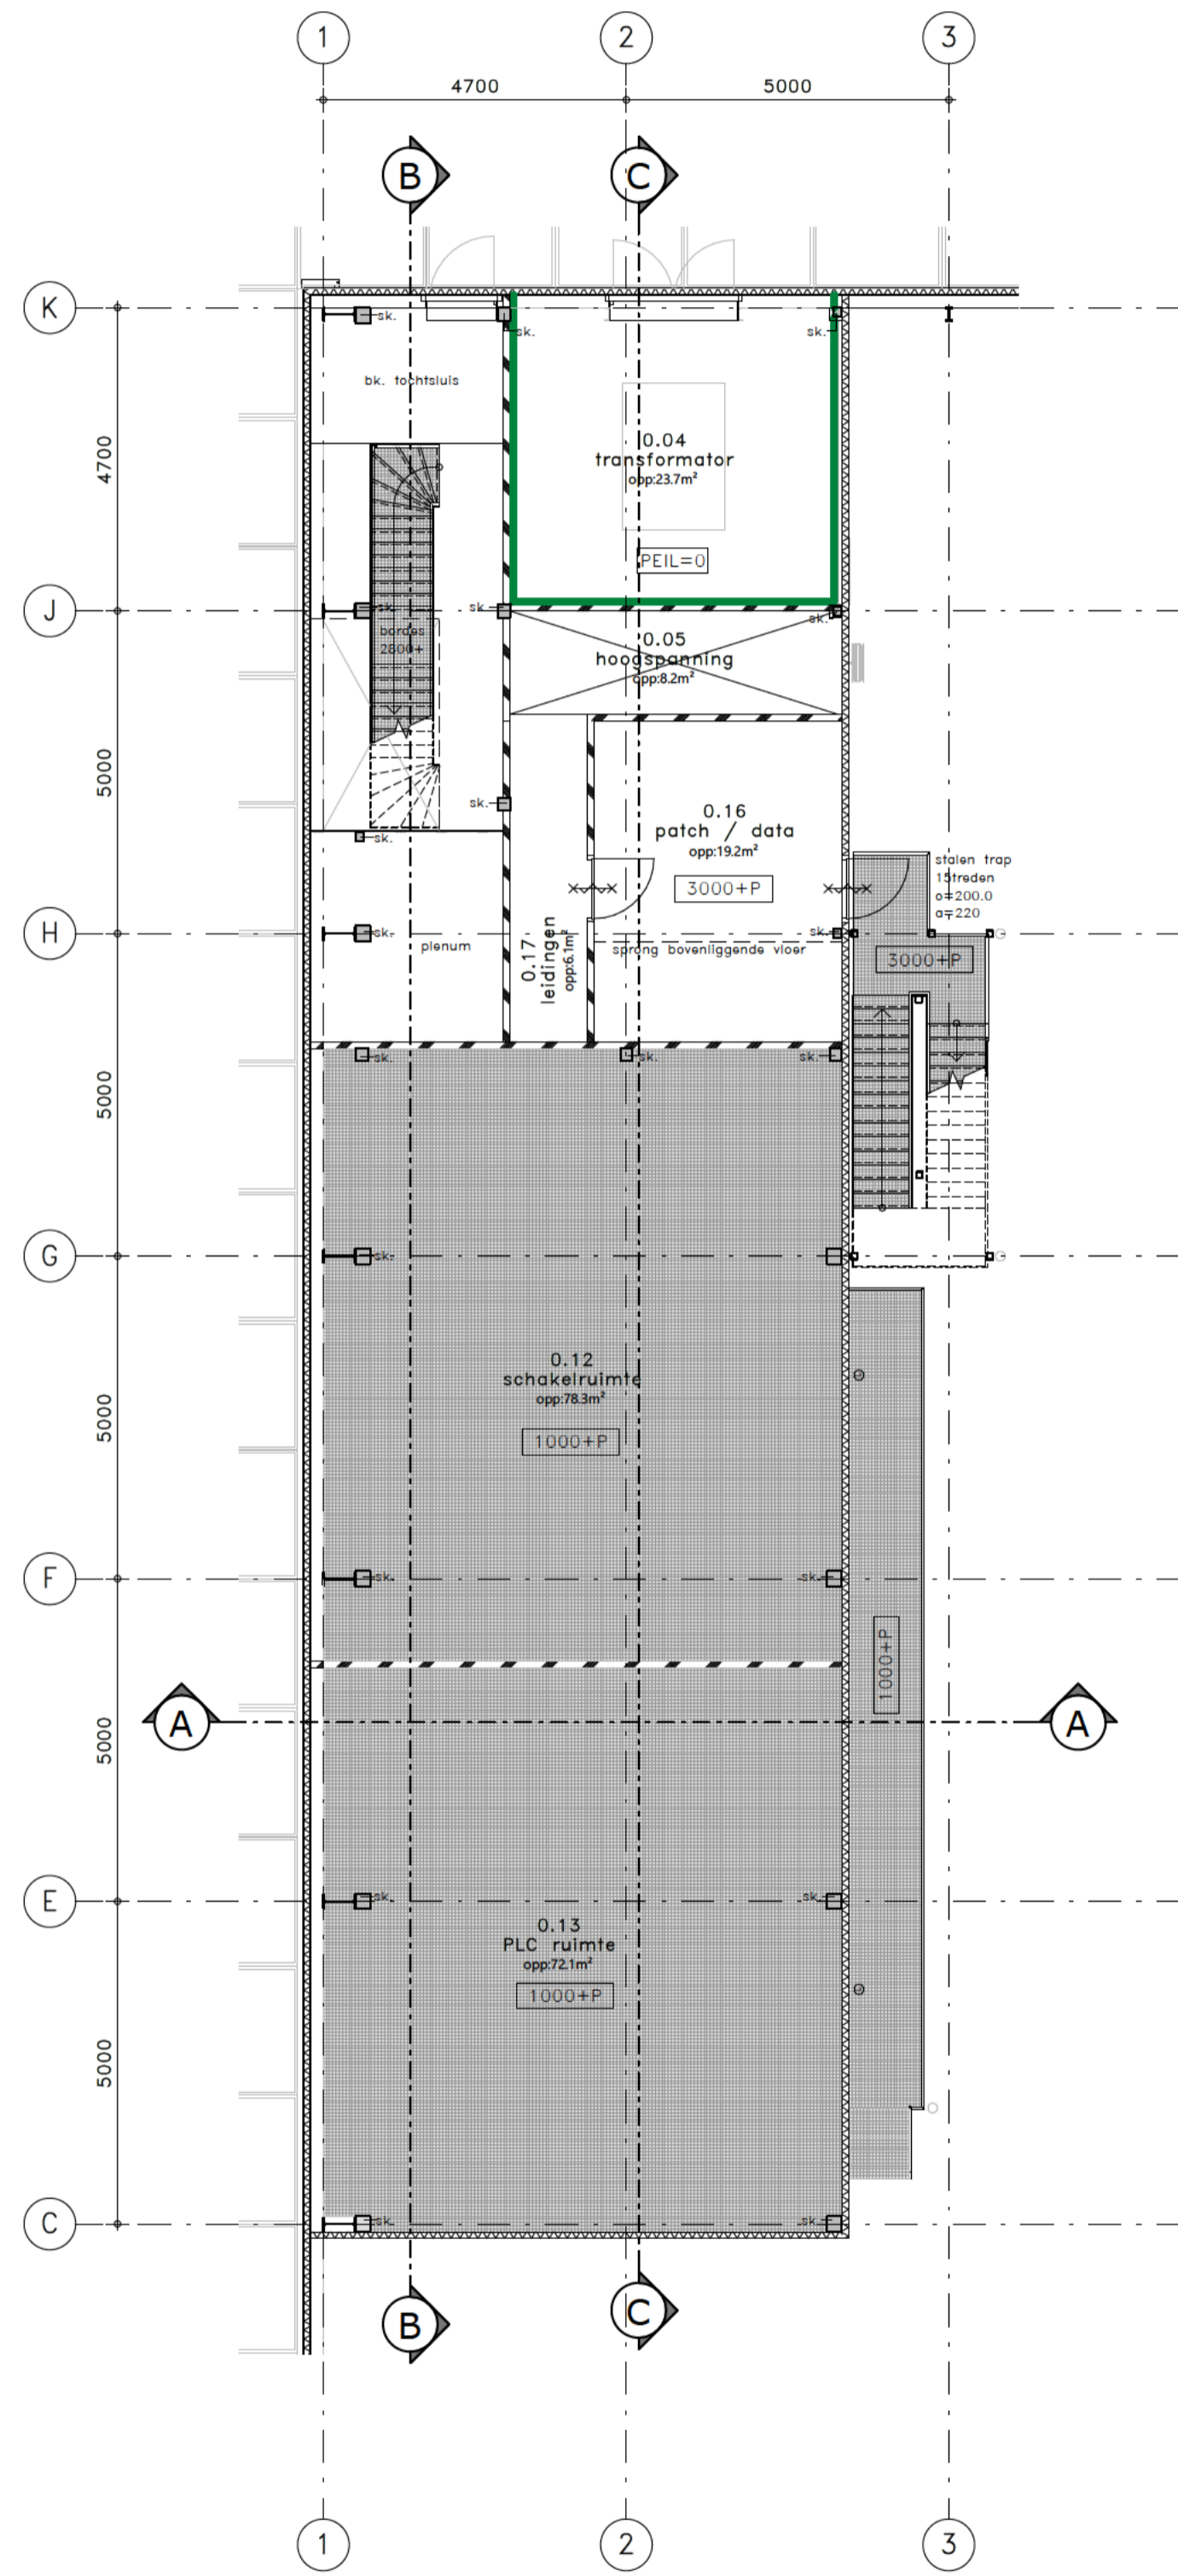 1
2
3
4700
5000
B
C
K
sk.
sk.
sk.
bk. tochtsluis
4700
0.04
transformator
opp:23.7m²
PEIL=0
J
sk.
sk.
sk.
bordes
2800+
0.05
hoogspanning
opp:8.2m²
5000
sk.
sk.
0.16
patch / data
opp:19.2m²
3000+P
stalen trap
15treden
o=200.0
a=220
H
sk.
sk.
plenum
0.17
leidingen
opp:6.1m²
sprong bovenliggende vloer
3000+P
sk.
sk.
sk.
5000
G
sk.
0.12
schakelruimte
opp:78.3m²
1000+P
5000
F
sk.
sk.
1000+P
A
A
5000
E
sk.
sk.
0.13
PLC ruimte
opp:72.1m²
1000+P
5000
C
sk.
sk.
B
C
1
2
3